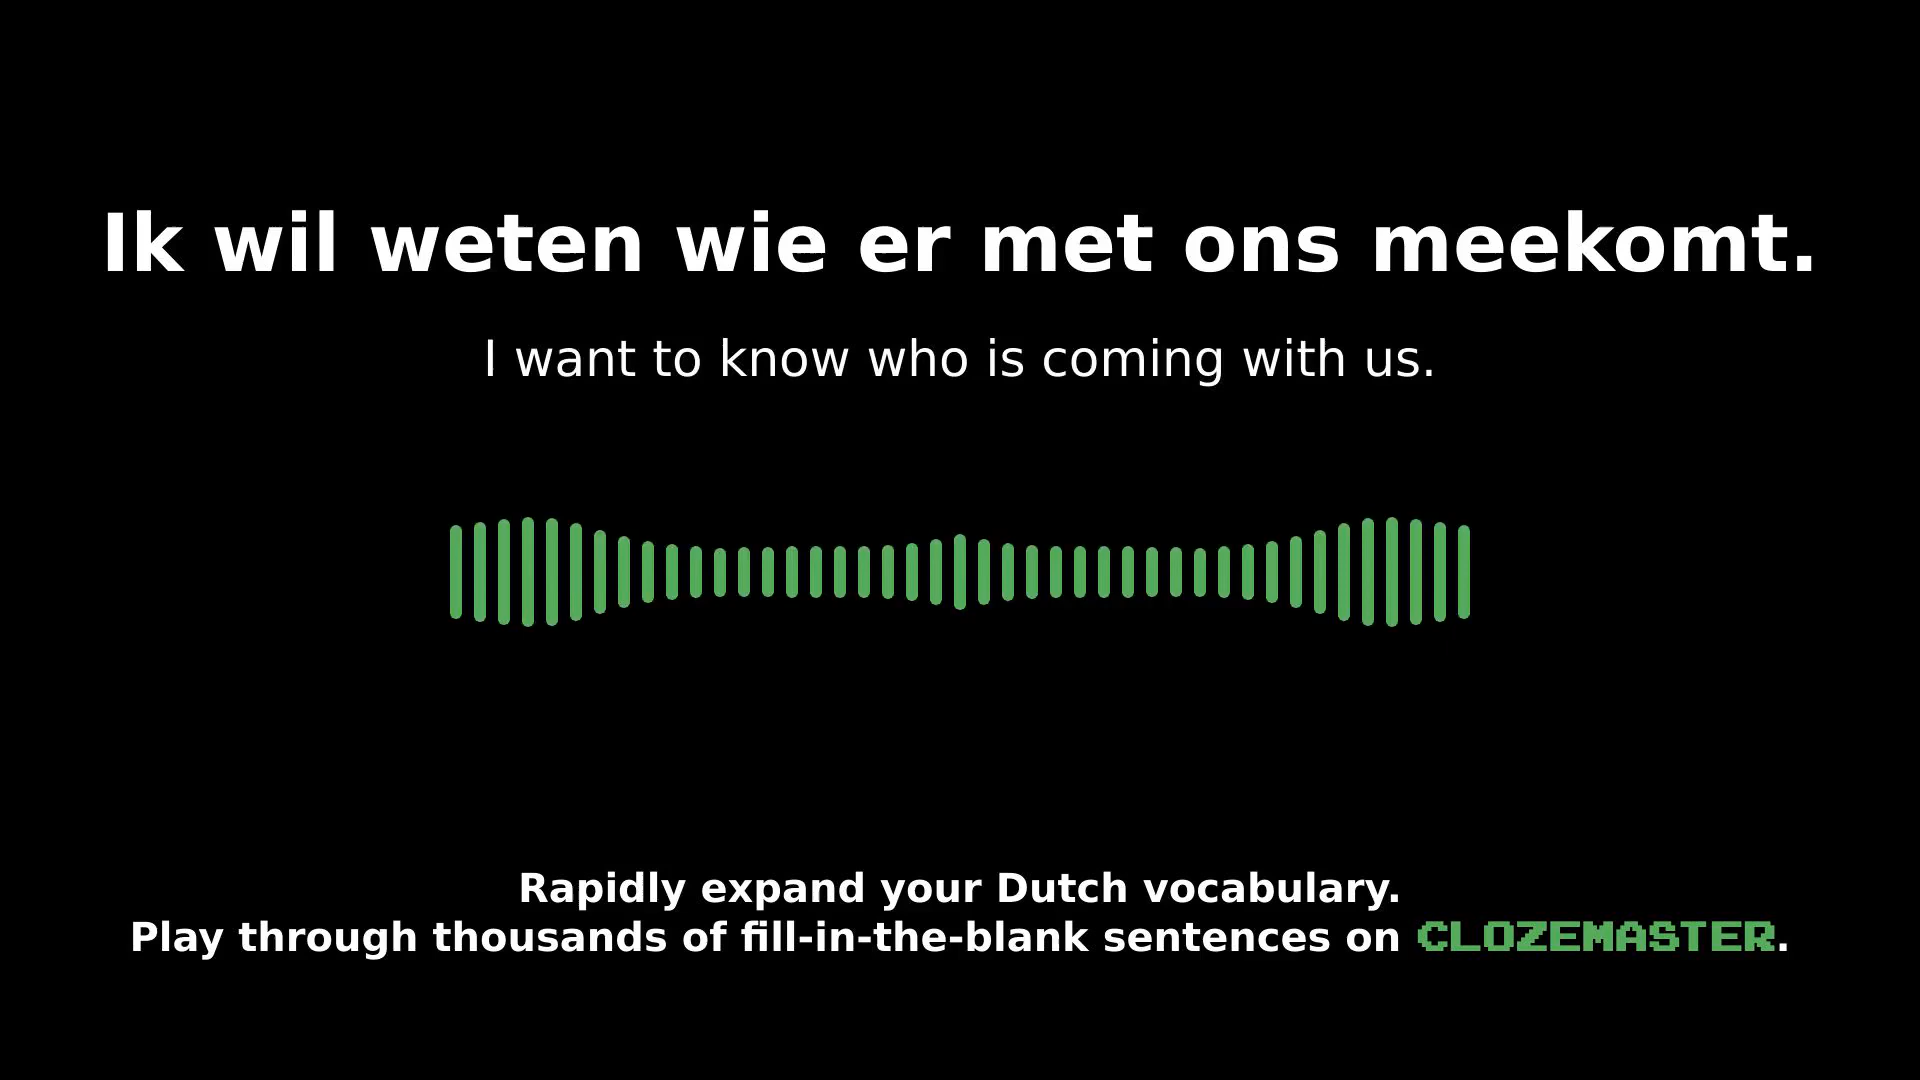 Ik wil weten wie er met ons meekomt.
I want to know who is coming with us.
Rapidly expand your Dutch vocabulary.
Play through thousands of fill-in-the-blank sentences on CLOZEMASTER.